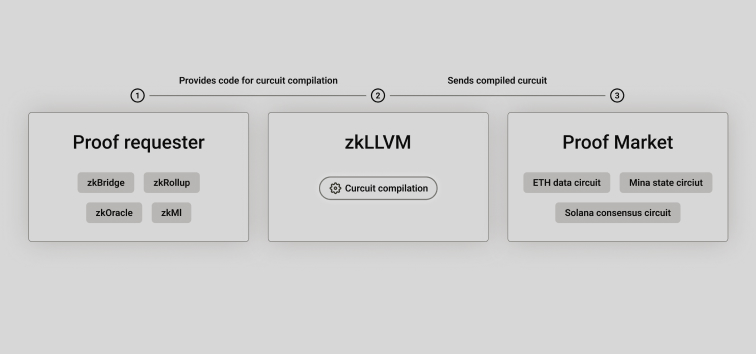 Provides code for curcuit compilation
Sends compiled curcuit
1
2
3
Proof requester
zkBridge
zkRollup
zkOracle
zkMl
zkLLVM
Curcuit compilation
Proof Market
ETH data circuit
Mina state circiut
Solana consensus circuit